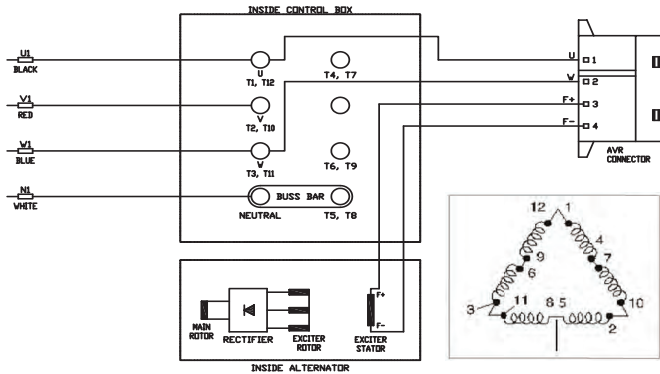 INSIDE CONTROL BOX
U1
BLACK
U
T1, T12
T4, T7
V1
RED
V
T2, T10
W1
BLUE
W
T3, T11
T6, T9
N1
WHITE
BUSS BAR
NEUTRAL
T5, T8
U
1
W
2
F+
3
F-
4
AVR
CONNECTOR
12
1
9
4
6
7
3
11
8
5
10
2
MAIN
ROTOR
RECTIFIER
EXCITER
ROTOR
F+
F-
EXCITER
STATOR
INSIDE ALTERNATOR